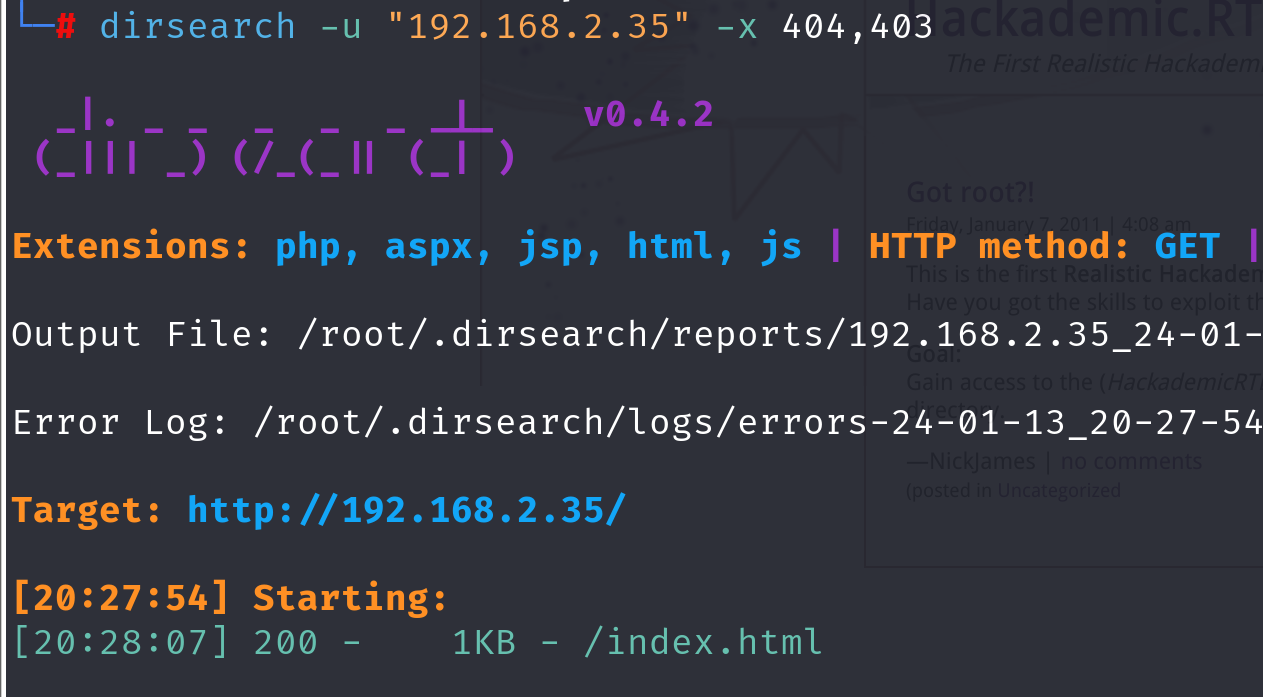 └─# dirsearch -u "192.168.2.35" -x 404,403
v0.4.2
Extensions: php, aspx, jsp, html, js | HTTP method: GET |
Output File: /root/.dirsearch/reports/192.168.2.35_24-01-
Error Log: /root/.dirsearch/logs/errors-24-01-13_20-27-54
Target: http://192.168.2.35/
[20:27:54] Starting:
[20:28:07] 200 -    1KB - /index.html
Hackademic.RT
The First Realistic Hackadem
Got root?!
Friday, January 7, 2011 | 4:08 am
This is the first Realistic Hackadem
Have you got the skills to exploit th
Goal:
Gain access to the (HackademicRT
directory.
—NickJames | no comments
(posted in Uncategorized